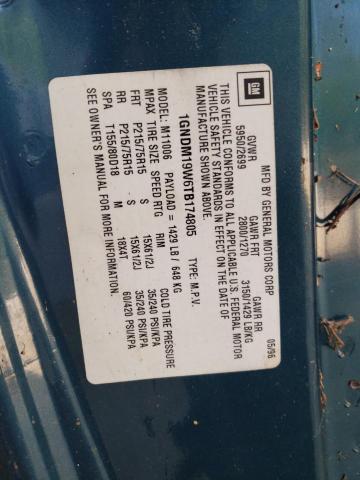 GM
MFD BY GENERAL MOTORS CORP 05/96
GVWR GAWR FRT GAWR RR
5950/2699 2800/1270 3150/1429 LB/KG
THIS VEHICLE CONFORMS TO ALL APPLICABLE U.S. FEDERAL MOTOR
VEHICLE SAFETY STANDARDS IN EFFECT ON THE DATE OF
MANUFACTURE SHOWN ABOVE.
1GNDM19W6TB174805 TYPE: M.P.V.
MODEL: M11006 PAYLOAD = 1429 LB / 648 KG
MPAX TIRE SIZE SPEED RTG RIM COLD TIRE PRESSURE
FRT P215/75R15 S 15X61/2J 35/240 PSI/KPA
RR P215/75R15 S 15X61/2J 35/240 PSI/KPA
SPA T155/80D18 M 18X4T 60/420 PSI/KPA
SEE OWNER'S MANUAL FOR MORE INFORMATION.